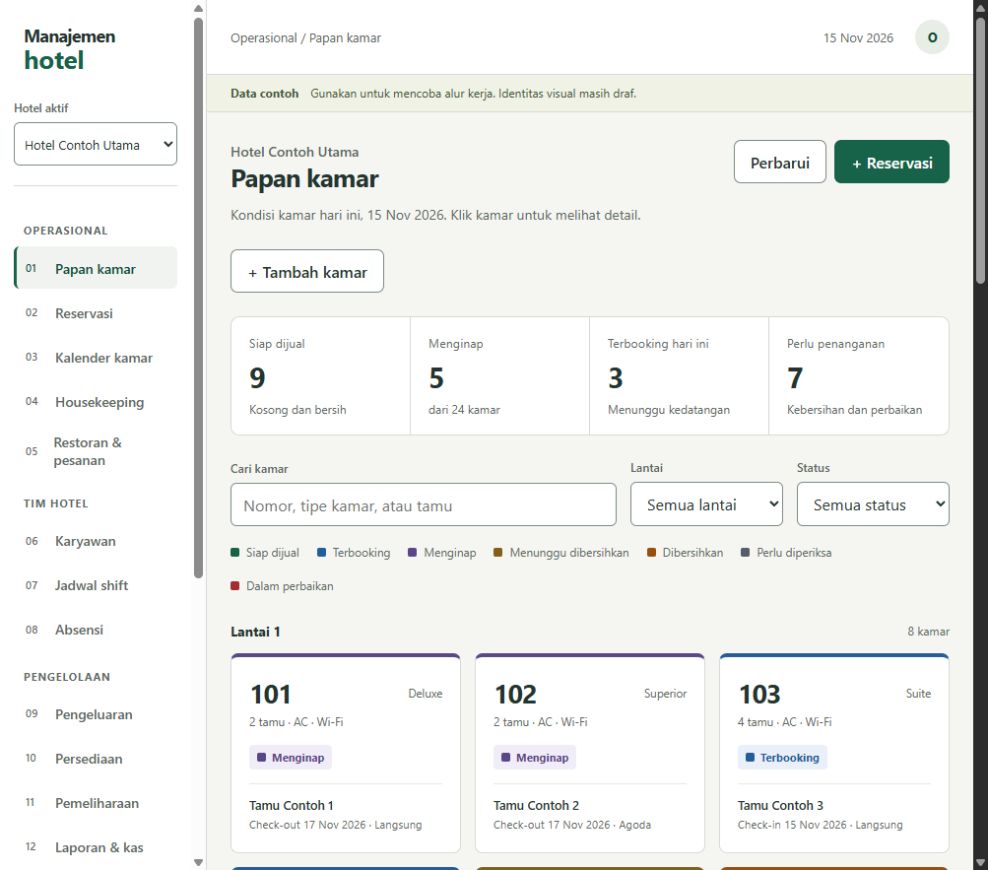 Manajemen
hotel
Hotel aktif
Hotel Contoh Utama
OPERASIONAL
01 Papan kamar
02 Reservasi
03 Kalender kamar
04 Housekeeping
05 Restoran &
pesanan
TIM HOTEL
06 Karyawan
07 Jadwal shift
08 Absensi
PENGELOLAAN
09 Pengeluaran
10 Persediaan
11 Pemeliharaan
12 Laporan & kas
Operasional / Papan kamar
15 Nov 2026
O
Data contoh Gunakan untuk mencoba alur kerja. Identitas visual masih draf.
Hotel Contoh Utama
Papan kamar
Kondisi kamar hari ini, 15 Nov 2026. Klik kamar untuk melihat detail.
Perbarui
+ Reservasi
+ Tambah kamar
Siap dijual
9
Kosong dan bersih
Menginap
5
dari 24 kamar
Terbooking hari ini
3
Menunggu kedatangan
Perlu penanganan
7
Kebersihan dan perbaikan
Cari kamar
Nomor, tipe kamar, atau tamu
Lantai
Semua lantai
Status
Semua status
Siap dijual Terbooking Menginap Menunggu dibersihkan Dibersihkan Perlu diperiksa
Dalam perbaikan
Lantai 1
8 kamar
101 Deluxe
2 tamu · AC · Wi-Fi
Menginap
Tamu Contoh 1
Check-out 17 Nov 2026 · Langsung
102 Superior
2 tamu · AC · Wi-Fi
Menginap
Tamu Contoh 2
Check-out 17 Nov 2026 · Agoda
103 Suite
4 tamu · AC · Wi-Fi
Terbooking
Tamu Contoh 3
Check-in 15 Nov 2026 · Langsung